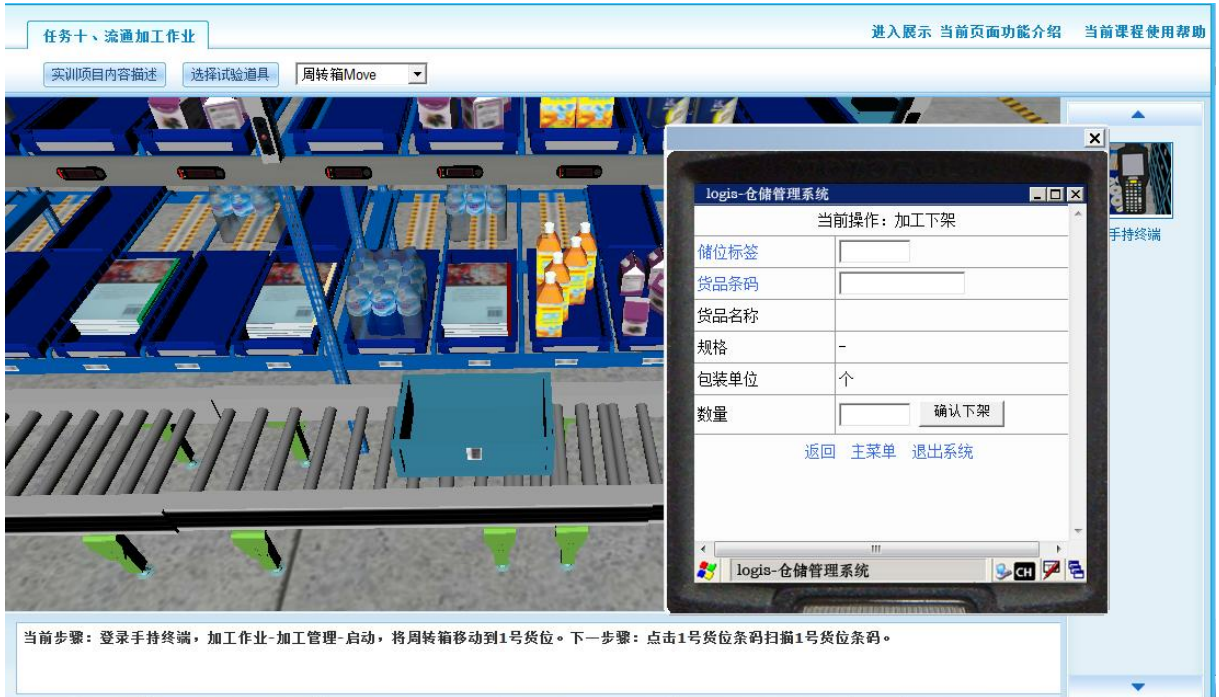 任务十、流通加工作业
进入展示 当前页面功能介绍 当前课程使用帮助
实训项目内容描述 选择试验道具 周转箱Move
手持终端
logis-仓储管理系统
当前操作：加工下架
储位标签
货品条码
货品名称
规格 -
包装单位 个
数量 确认下架
返回 主菜单 退出系统
logis-仓储管理系统 CH
当前步骤：登录手持终端，加工作业-加工管理-启动，将周转箱移动到1号货位。下一步骤：点击1号货位条码扫描1号货位条码。